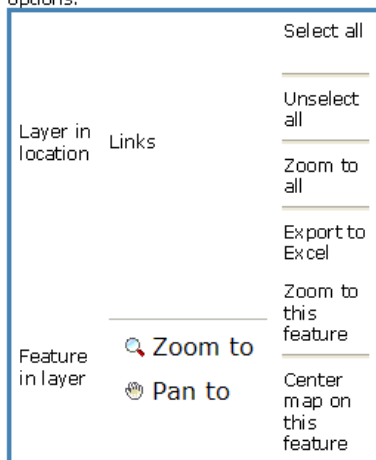 options:
Layer in
location
Links
Select all
Unselect
all
Zoom to
all
Export to
Excel
Feature
in layer
Zoom to
Pan to
Zoom to
this
feature
Center
map on
this
feature